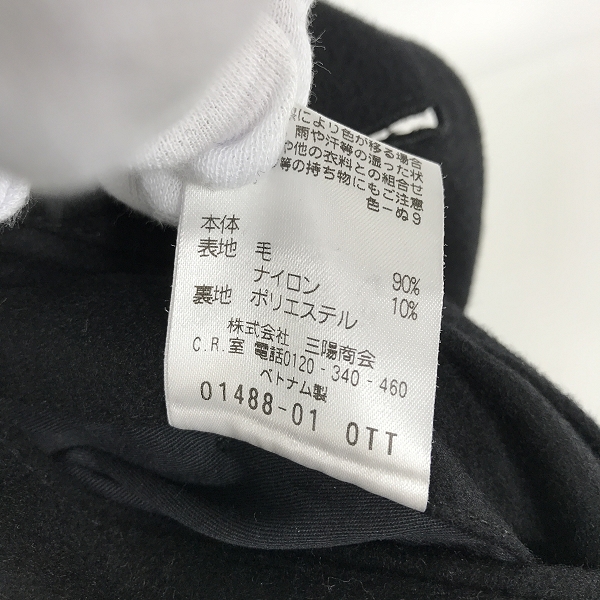 により色が移る場合
雨や汗等の湿った状
や他の衣料との組合せ
等の持ち物にもご注意
色ーぬ9
本体
表地 毛 90%
ナイロン 10%
裏地 ポリエステル
株式会社 三陽商会
C.R.室 電話0120-340-460
ベトナム製
01488-01 OTT